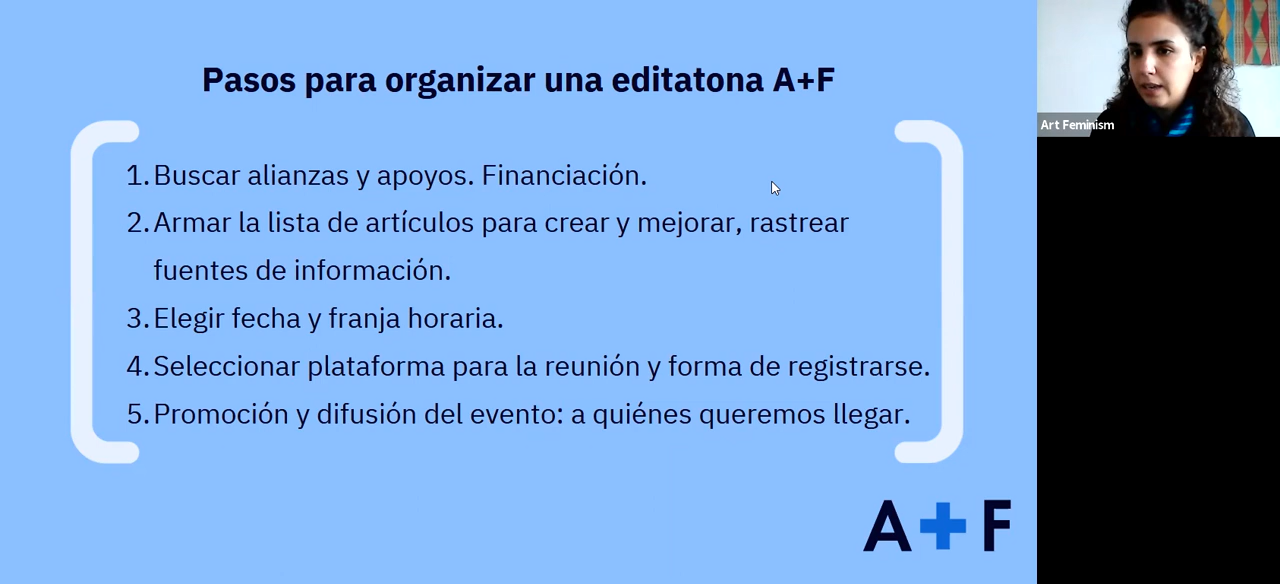 Pasos para organizar una editatona A+F
1. Buscar alianzas y apoyos. Financiación.
2. Armar la lista de artículos para crear y mejorar, rastrear
fuentes de información.
3. Elegir fecha y franja horaria.
4. Seleccionar plataforma para la reunión y forma de registrarse.
5. Promoción y difusión del evento: a quiénes queremos llegar.
A+F
Art Feminism